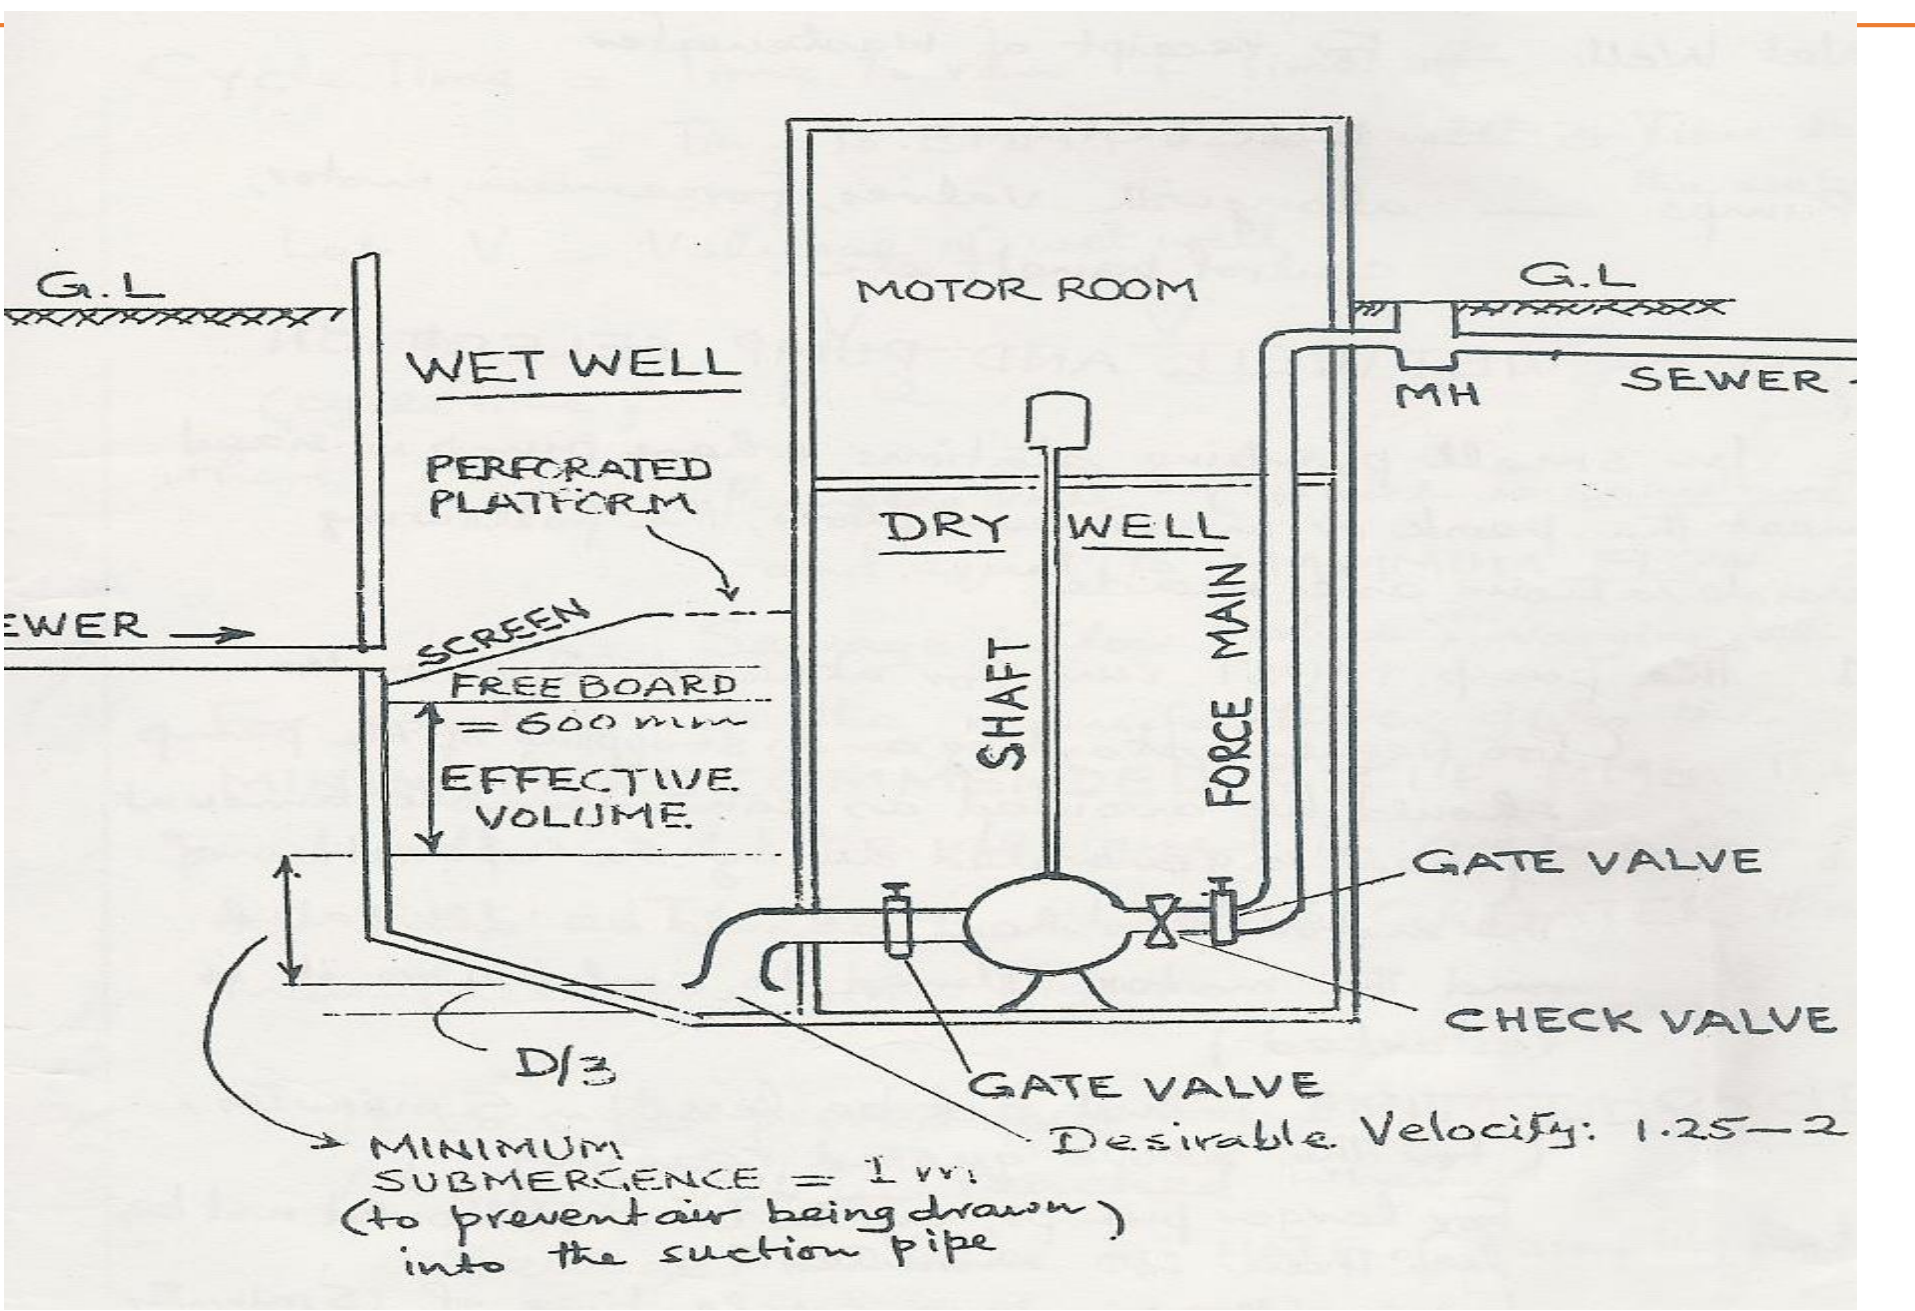 G.L
G.L
MOTOR ROOM
WET WELL
MH
SEWER
PERFORATED
PLATFORM
DRY WELL
EWER
SCREEN
FREE BOARD
= 600 mm
EFFECTIVE
VOLUME
SHAFT
FORCE MAIN
GATE VALVE
CHECK VALVE
D/3
GATE VALVE
Desirable Velocity: 1.25-2
MINIMUM
SUBMERGENCE = 1 m
(to prevent air being drawn)
into the suction pipe